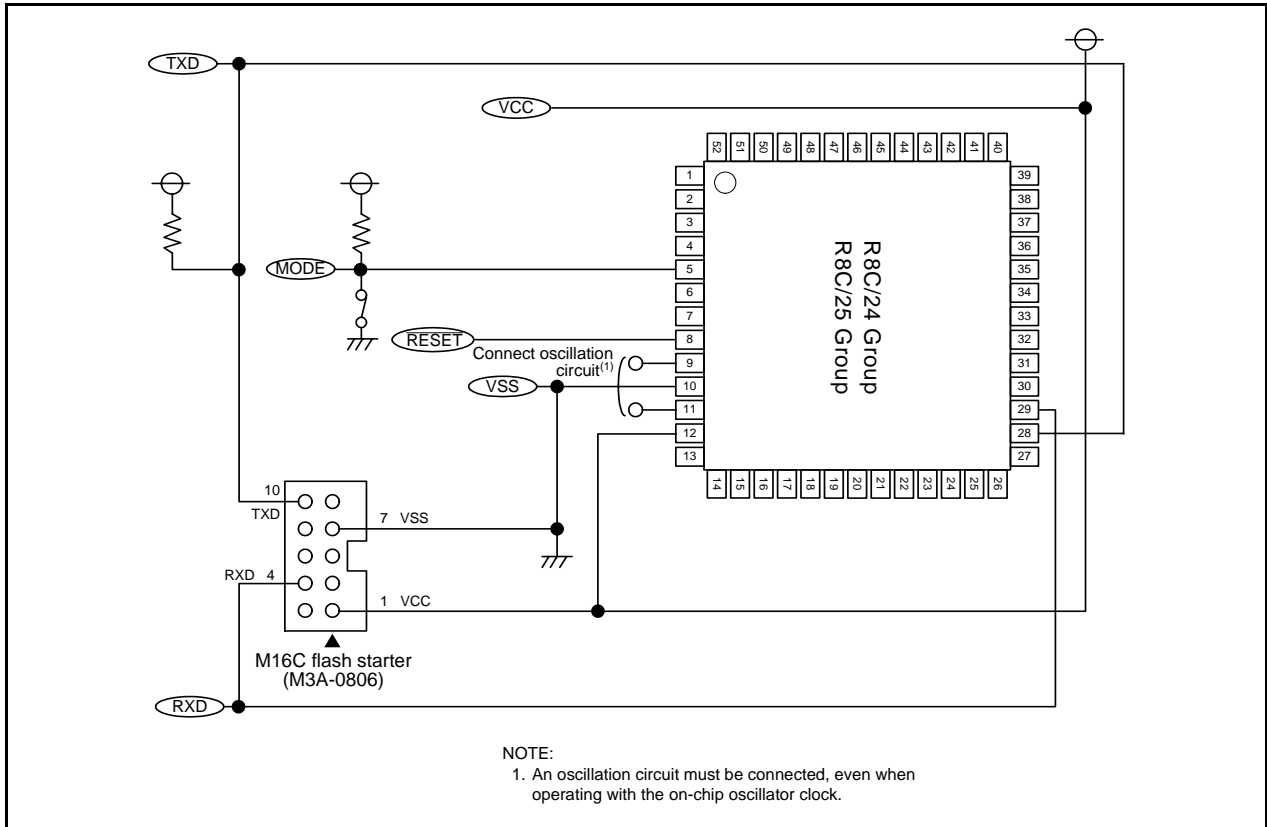 TXD
VCC
52 51 50 49 48 47 46 45 44 43 42 41 40
1
2
3
4
5
6
7
8
9
10
11
12
13
39
38
37
36
35
34
33
32
31
30
29
28
27
14 15 16 17 18 19 20 21 22 23 24 25 26
R8C/24 Group
R8C/25 Group
MODE
RESET
Connect oscillation
circuit(1)
VSS
10
TXD
7 VSS
RXD 4
1 VCC
M16C flash starter
(M3A-0806)
RXD
NOTE:
1. An oscillation circuit must be connected, even when
operating with the on-chip oscillator clock.